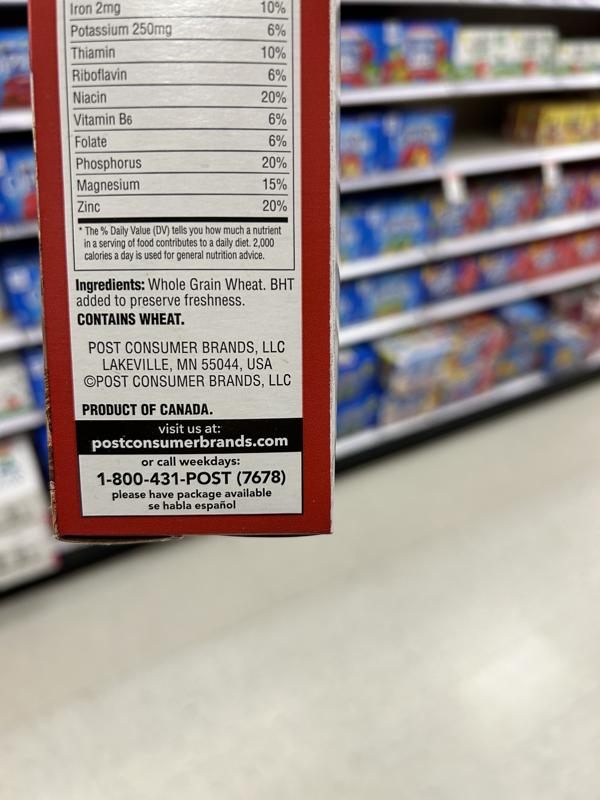 Iron 2mg 10%
Potassium 250mg 6%
Thiamin 10%
Riboflavin 6%
Niacin 20%
Vitamin B6 6%
Folate 6%
Phosphorus 20%
Magnesium 15%
Zinc 20%
* The % Daily Value (DV) tells you how much a nutrient
in a serving of food contributes to a daily diet. 2,000
calories a day is used for general nutrition advice.
Ingredients: Whole Grain Wheat. BHT
added to preserve freshness.
CONTAINS WHEAT.
POST CONSUMER BRANDS, LLC
LAKEVILLE, MN 55044, USA
©POST CONSUMER BRANDS, LLC
PRODUCT OF CANADA.
visit us at:
postconsumerbrands.com
or call weekdays:
1-800-431-POST (7678)
please have package available
se habla español